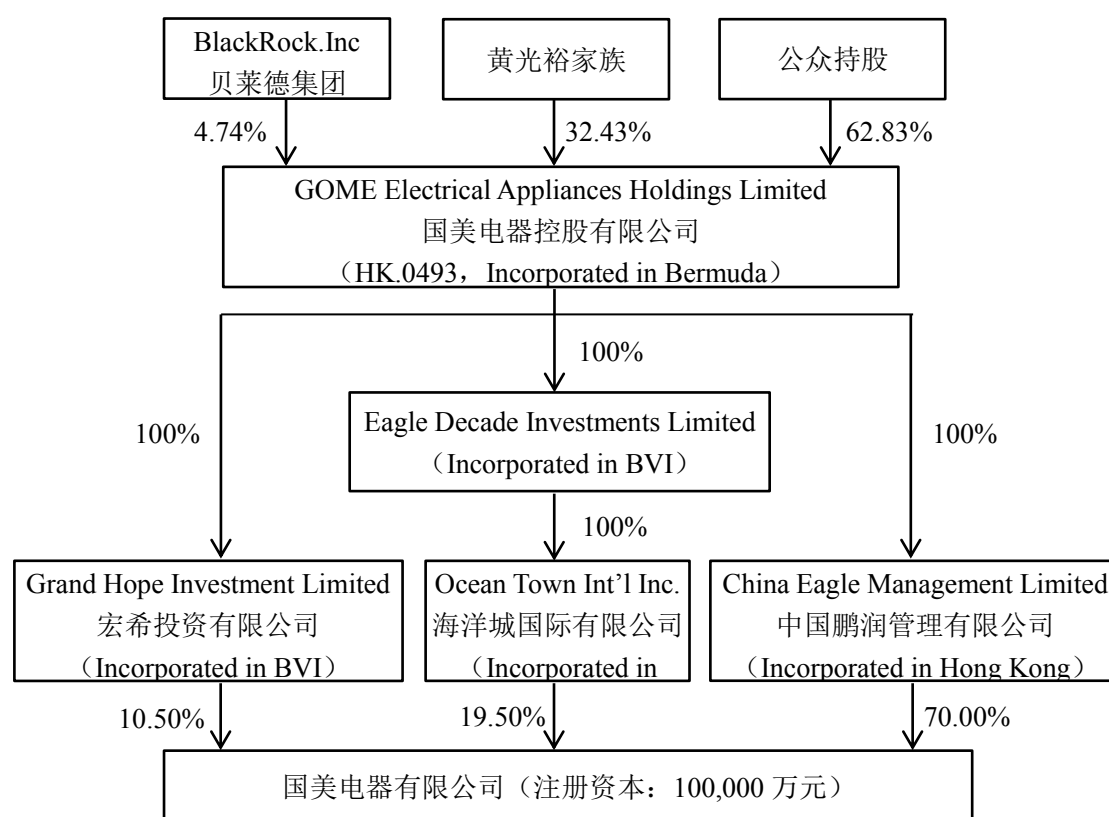 BlackRock.Inc
贝莱德集团
黄光裕家族
公众持股
4.74%
32.43%
62.83%
GOME Electrical Appliances Holdings Limited
国美电器控股有限公司
（HK.0493，Incorporated in Bermuda）
100%
Eagle Decade Investments Limited
（Incorporated in BVI）
100%
100%
100%
Grand Hope Investment Limited
宏希投资有限公司
（Incorporated in BVI）
Ocean Town Int’l Inc.
海洋城国际有限公司
（Incorporated in
China Eagle Management Limited
中国鹏润管理有限公司
（Incorporated in Hong Kong）
10.50%
19.50%
70.00%
国美电器有限公司（注册资本：100,000 万元）